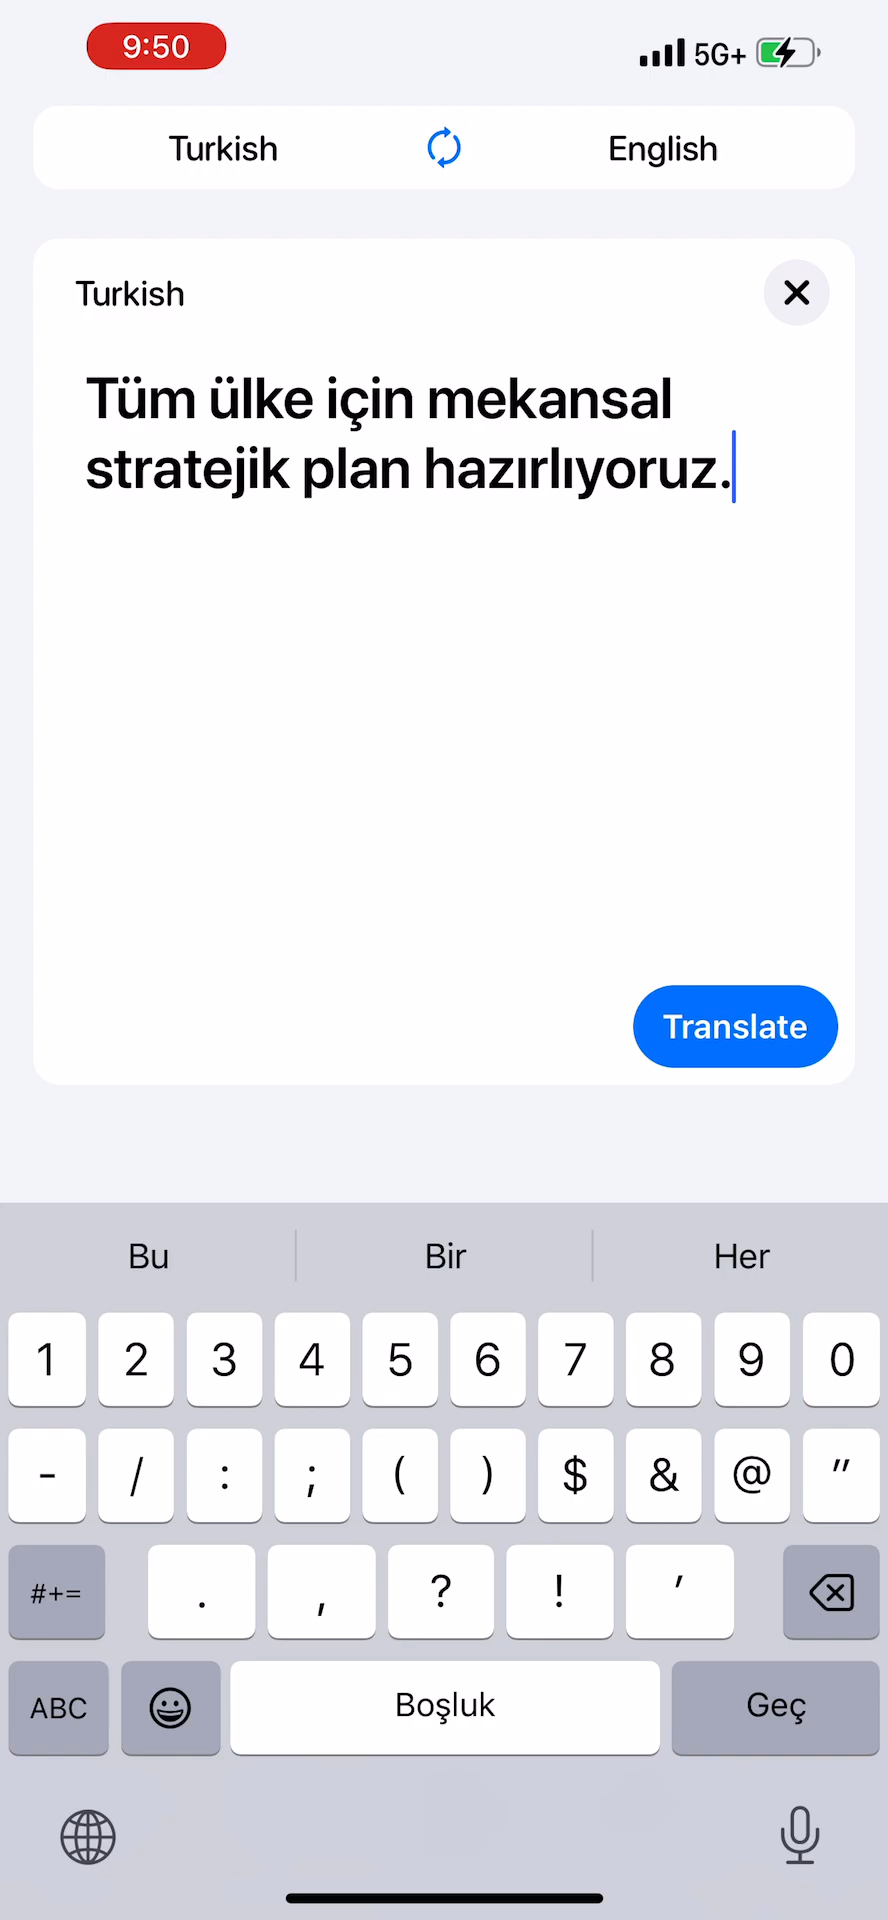 9:50 5G+
Turkish English
Turkish
Tüm ülke için mekansal
stratejik plan hazırlıyoruz.
Translate
Bu Bir Her
1 2 3 4 5 6 7 8 9 0
- / : ; ( ) $ & @ "
#+= . , ? ! '
ABC Boşluk Geç